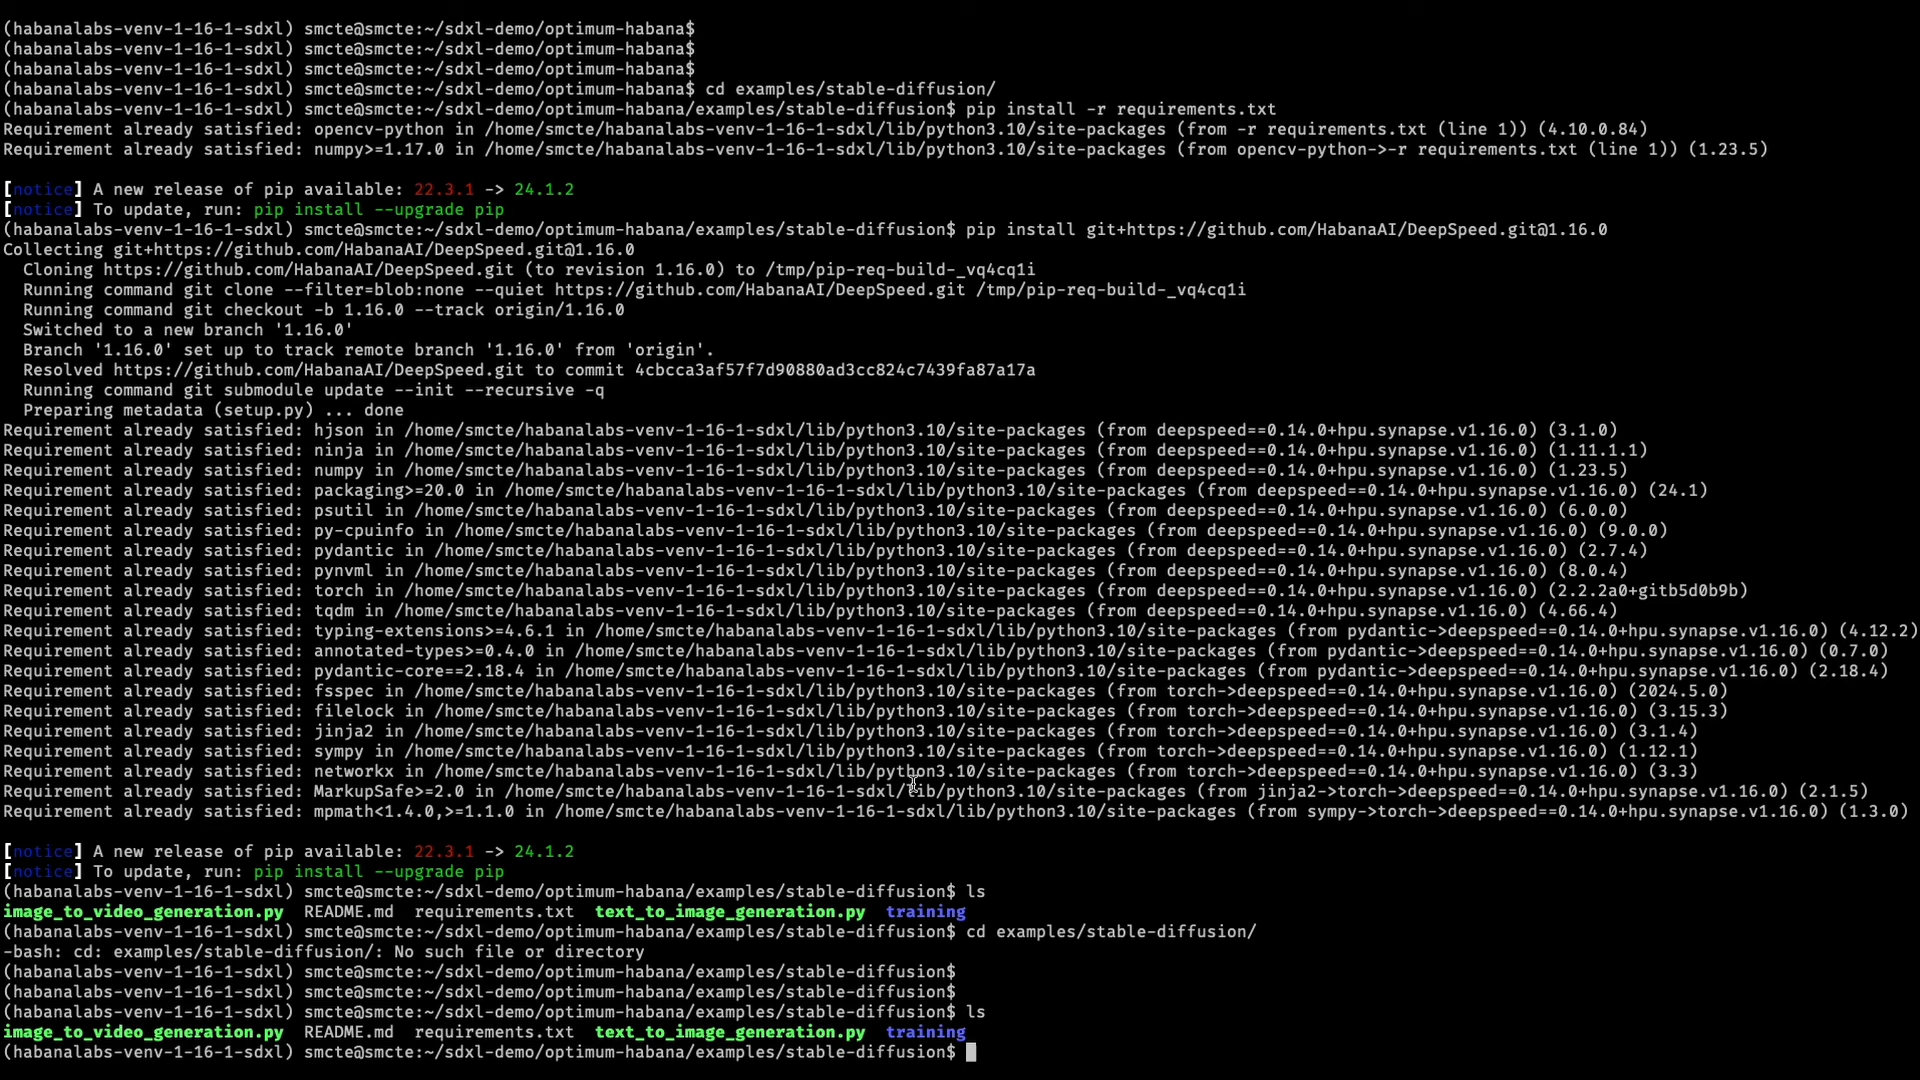 (habanalabs-venv-1-16-1-sdxl) smcte@smcte:~/sdxl-demo/optimum-habana$
(habanalabs-venv-1-16-1-sdxl) smcte@smcte:~/sdxl-demo/optimum-habana$
(habanalabs-venv-1-16-1-sdxl) smcte@smcte:~/sdxl-demo/optimum-habana$
(habanalabs-venv-1-16-1-sdxl) smcte@smcte:~/sdxl-demo/optimum-habana$ cd examples/stable-diffusion/
(habanalabs-venv-1-16-1-sdxl) smcte@smcte:~/sdxl-demo/optimum-habana/examples/stable-diffusion$ pip install -r requirements.txt
Requirement already satisfied: opencv-python in /home/smcte/habanalabs-venv-1-16-1-sdxl/lib/python3.10/site-packages (from -r requirements.txt (line 1)) (4.10.0.84)
Requirement already satisfied: numpy>=1.17.0 in /home/smcte/habanalabs-venv-1-16-1-sdxl/lib/python3.10/site-packages (from opencv-python->-r requirements.txt (line 1)) (1.23.5)
[notice] A new release of pip available: 22.3.1 -> 24.1.2
[notice] To update, run: pip install --upgrade pip
(habanalabs-venv-1-16-1-sdxl) smcte@smcte:~/sdxl-demo/optimum-habana/examples/stable-diffusion$ pip install git+https://github.com/HabanaAI/DeepSpeed.git@1.16.0
Collecting git+https://github.com/HabanaAI/DeepSpeed.git@1.16.0
  Cloning https://github.com/HabanaAI/DeepSpeed.git (to revision 1.16.0) to /tmp/pip-req-build-_vq4cq1i
  Running command git clone --filter=blob:none --quiet https://github.com/HabanaAI/DeepSpeed.git /tmp/pip-req-build-_vq4cq1i
  Running command git checkout -b 1.16.0 --track origin/1.16.0
  Switched to a new branch '1.16.0'
  Branch '1.16.0' set up to track remote branch '1.16.0' from 'origin'.
  Resolved https://github.com/HabanaAI/DeepSpeed.git to commit 4cbcca3af57f7d90880ad3cc824c7439fa87a17a
  Running command git submodule update --init --recursive -q
  Preparing metadata (setup.py) ... done
Requirement already satisfied: hjson in /home/smcte/habanalabs-venv-1-16-1-sdxl/lib/python3.10/site-packages (from deepspeed==0.14.0+hpu.synapse.v1.16.0) (3.1.0)
Requirement already satisfied: ninja in /home/smcte/habanalabs-venv-1-16-1-sdxl/lib/python3.10/site-packages (from deepspeed==0.14.0+hpu.synapse.v1.16.0) (1.11.1.1)
Requirement already satisfied: numpy in /home/smcte/habanalabs-venv-1-16-1-sdxl/lib/python3.10/site-packages (from deepspeed==0.14.0+hpu.synapse.v1.16.0) (1.23.5)
Requirement already satisfied: packaging>=20.0 in /home/smcte/habanalabs-venv-1-16-1-sdxl/lib/python3.10/site-packages (from deepspeed==0.14.0+hpu.synapse.v1.16.0) (24.1)
Requirement already satisfied: psutil in /home/smcte/habanalabs-venv-1-16-1-sdxl/lib/python3.10/site-packages (from deepspeed==0.14.0+hpu.synapse.v1.16.0) (6.0.0)
Requirement already satisfied: py-cpuinfo in /home/smcte/habanalabs-venv-1-16-1-sdxl/lib/python3.10/site-packages (from deepspeed==0.14.0+hpu.synapse.v1.16.0) (9.0.0)
Requirement already satisfied: pydantic in /home/smcte/habanalabs-venv-1-16-1-sdxl/lib/python3.10/site-packages (from deepspeed==0.14.0+hpu.synapse.v1.16.0) (2.7.4)
Requirement already satisfied: pynvml in /home/smcte/habanalabs-venv-1-16-1-sdxl/lib/python3.10/site-packages (from deepspeed==0.14.0+hpu.synapse.v1.16.0) (8.0.4)
Requirement already satisfied: torch in /home/smcte/habanalabs-venv-1-16-1-sdxl/lib/python3.10/site-packages (from deepspeed==0.14.0+hpu.synapse.v1.16.0) (2.2.2a0+gitb5d0b9b)
Requirement already satisfied: tqdm in /home/smcte/habanalabs-venv-1-16-1-sdxl/lib/python3.10/site-packages (from deepspeed==0.14.0+hpu.synapse.v1.16.0) (4.66.4)
Requirement already satisfied: typing-extensions>=4.6.1 in /home/smcte/habanalabs-venv-1-16-1-sdxl/lib/python3.10/site-packages (from pydantic->deepspeed==0.14.0+hpu.synapse.v1.16.0) (4.12.2)
Requirement already satisfied: annotated-types>=0.4.0 in /home/smcte/habanalabs-venv-1-16-1-sdxl/lib/python3.10/site-packages (from pydantic->deepspeed==0.14.0+hpu.synapse.v1.16.0) (0.7.0)
Requirement already satisfied: pydantic-core==2.18.4 in /home/smcte/habanalabs-venv-1-16-1-sdxl/lib/python3.10/site-packages (from pydantic->deepspeed==0.14.0+hpu.synapse.v1.16.0) (2.18.4)
Requirement already satisfied: fsspec in /home/smcte/habanalabs-venv-1-16-1-sdxl/lib/python3.10/site-packages (from torch->deepspeed==0.14.0+hpu.synapse.v1.16.0) (2024.5.0)
Requirement already satisfied: filelock in /home/smcte/habanalabs-venv-1-16-1-sdxl/lib/python3.10/site-packages (from torch->deepspeed==0.14.0+hpu.synapse.v1.16.0) (3.15.3)
Requirement already satisfied: jinja2 in /home/smcte/habanalabs-venv-1-16-1-sdxl/lib/python3.10/site-packages (from torch->deepspeed==0.14.0+hpu.synapse.v1.16.0) (3.1.4)
Requirement already satisfied: sympy in /home/smcte/habanalabs-venv-1-16-1-sdxl/lib/python3.10/site-packages (from torch->deepspeed==0.14.0+hpu.synapse.v1.16.0) (1.12.1)
Requirement already satisfied: networkx in /home/smcte/habanalabs-venv-1-16-1-sdxl/lib/python3.10/site-packages (from torch->deepspeed==0.14.0+hpu.synapse.v1.16.0) (3.3)
Requirement already satisfied: MarkupSafe>=2.0 in /home/smcte/habanalabs-venv-1-16-1-sdxl/lib/python3.10/site-packages (from jinja2->torch->deepspeed==0.14.0+hpu.synapse.v1.16.0) (2.1.5)
Requirement already satisfied: mpmath<1.4.0,>=1.1.0 in /home/smcte/habanalabs-venv-1-16-1-sdxl/lib/python3.10/site-packages (from sympy->torch->deepspeed==0.14.0+hpu.synapse.v1.16.0) (1.3.0)
[notice] A new release of pip available: 22.3.1 -> 24.1.2
[notice] To update, run: pip install --upgrade pip
(habanalabs-venv-1-16-1-sdxl) smcte@smcte:~/sdxl-demo/optimum-habana/examples/stable-diffusion$ ls
image_to_video_generation.py  README.md  requirements.txt  text_to_image_generation.py  training
(habanalabs-venv-1-16-1-sdxl) smcte@smcte:~/sdxl-demo/optimum-habana/examples/stable-diffusion$ cd examples/stable-diffusion/
-bash: cd: examples/stable-diffusion/: No such file or directory
(habanalabs-venv-1-16-1-sdxl) smcte@smcte:~/sdxl-demo/optimum-habana/examples/stable-diffusion$
(habanalabs-venv-1-16-1-sdxl) smcte@smcte:~/sdxl-demo/optimum-habana/examples/stable-diffusion$
(habanalabs-venv-1-16-1-sdxl) smcte@smcte:~/sdxl-demo/optimum-habana/examples/stable-diffusion$ ls
image_to_video_generation.py  README.md  requirements.txt  text_to_image_generation.py  training
(habanalabs-venv-1-16-1-sdxl) smcte@smcte:~/sdxl-demo/optimum-habana/examples/stable-diffusion$